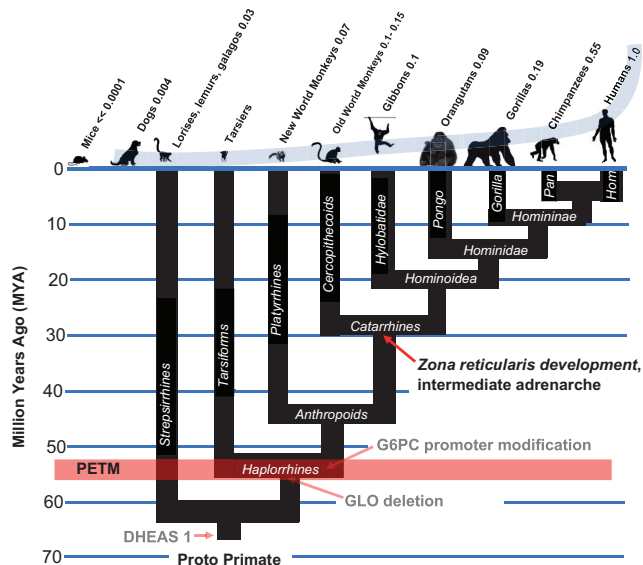 Mice << 0.0001
Dogs 0.004
Lorises, lemurs, galagos 0.03
Tarsiers
New World Monkeys 0.07
Old World Monkeys 0.1- 0.15
Gibbons 0.1
Orangutans 0.09
Gorillas 0.19
Chimpanzees 0.55
Humans 1.0
Million Years Ago (MYA)
0
10
20
30
40
50
60
70
Strepsirrhines
Tarsiforms
Platyrrhines
Cercopithecoids
Hylobatidae
Pongo
Gorilla
Pan
Hom
Homininae
Hominidae
Hominoidea
Catarrhines
Zona reticularis development,
intermediate adrenarche
Anthropoids
G6PC promoter modification
PETM
Haplorrhines
GLO deletion
DHEAS 1
Proto Primate